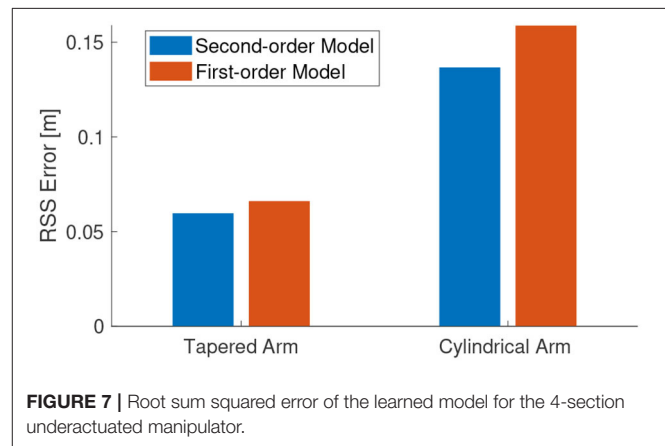 0.15
0.1
0.05
0
RSS Error [m]
Second-order Model
First-order Model
Tapered Arm
Cylindrical Arm
FIGURE 7 | Root sum squared error of the learned model for the 4-section
underactuated manipulator.